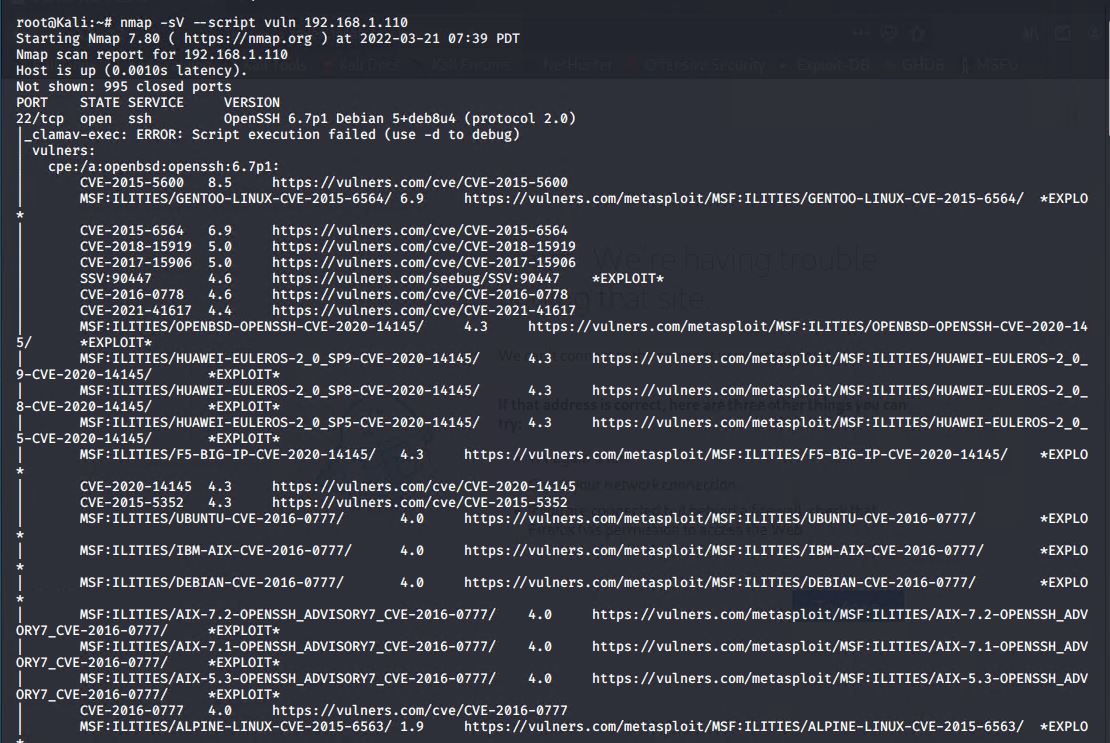 root@Kali:~# nmap -sV --script vuln 192.168.1.110
Starting Nmap 7.80 ( https://nmap.org ) at 2022-03-21 07:39 PDT
Nmap scan report for 192.168.1.110
Host is up (0.0010s latency).
Not shown: 995 closed ports
PORT    STATE SERVICE     VERSION
22/tcp  open  ssh         OpenSSH 6.7p1 Debian 5+deb8u4 (protocol 2.0)
|_clamav-exec: ERROR: Script execution failed (use -d to debug)
| vulners:
|   cpe:/a:openbsd:openssh:6.7p1:
|       CVE-2015-5600   8.5     https://vulners.com/cve/CVE-2015-5600
|       MSF:ILITIES/GENTOO-LINUX-CVE-2015-6564/ 6.9     https://vulners.com/metasploit/MSF:ILITIES/GENTOO-LINUX-CVE-2015-6564/  *EXPLO
*
|       CVE-2015-6564   6.9     https://vulners.com/cve/CVE-2015-6564
|       CVE-2018-15919  5.0     https://vulners.com/cve/CVE-2018-15919
|       CVE-2017-15906  5.0     https://vulners.com/cve/CVE-2017-15906
|       SSV:90447       4.6     https://vulners.com/seebug/SSV:90447    *EXPLOIT*
|       CVE-2016-0778   4.6     https://vulners.com/cve/CVE-2016-0778
|       CVE-2021-41617  4.4     https://vulners.com/cve/CVE-2021-41617
|       MSF:ILITIES/OPENBSD-OPENSSH-CVE-2020-14145/     4.3     https://vulners.com/metasploit/MSF:ILITIES/OPENBSD-OPENSSH-CVE-2020-14
5/      *EXPLOIT*
|       MSF:ILITIES/HUAWEI-EULEROS-2_0_SP9-CVE-2020-14145/      4.3     https://vulners.com/metasploit/MSF:ILITIES/HUAWEI-EULEROS-2_0_
9-CVE-2020-14145/       *EXPLOIT*
|       MSF:ILITIES/HUAWEI-EULEROS-2_0_SP8-CVE-2020-14145/      4.3     https://vulners.com/metasploit/MSF:ILITIES/HUAWEI-EULEROS-2_0_
8-CVE-2020-14145/       *EXPLOIT*
|       MSF:ILITIES/HUAWEI-EULEROS-2_0_SP5-CVE-2020-14145/      4.3     https://vulners.com/metasploit/MSF:ILITIES/HUAWEI-EULEROS-2_0_
5-CVE-2020-14145/       *EXPLOIT*
|       MSF:ILITIES/F5-BIG-IP-CVE-2020-14145/   4.3     https://vulners.com/metasploit/MSF:ILITIES/F5-BIG-IP-CVE-2020-14145/    *EXPLO
*
|       CVE-2020-14145  4.3     https://vulners.com/cve/CVE-2020-14145
|       CVE-2015-5352   4.3     https://vulners.com/cve/CVE-2015-5352
|       MSF:ILITIES/UBUNTU-CVE-2016-0777/       4.0     https://vulners.com/metasploit/MSF:ILITIES/UBUNTU-CVE-2016-0777/        *EXPLO
*
|       MSF:ILITIES/IBM-AIX-CVE-2016-0777/      4.0     https://vulners.com/metasploit/MSF:ILITIES/IBM-AIX-CVE-2016-0777/       *EXPLO
*
|       MSF:ILITIES/DEBIAN-CVE-2016-0777/       4.0     https://vulners.com/metasploit/MSF:ILITIES/DEBIAN-CVE-2016-0777/        *EXPLO
*
|       MSF:ILITIES/AIX-7.2-OPENSSH_ADVISORY7_CVE-2016-0777/    4.0     https://vulners.com/metasploit/MSF:ILITIES/AIX-7.2-OPENSSH_ADV
ORY7_CVE-2016-0777/     *EXPLOIT*
|       MSF:ILITIES/AIX-7.1-OPENSSH_ADVISORY7_CVE-2016-0777/    4.0     https://vulners.com/metasploit/MSF:ILITIES/AIX-7.1-OPENSSH_ADV
ORY7_CVE-2016-0777/     *EXPLOIT*
|       MSF:ILITIES/AIX-5.3-OPENSSH_ADVISORY7_CVE-2016-0777/    4.0     https://vulners.com/metasploit/MSF:ILITIES/AIX-5.3-OPENSSH_ADV
ORY7_CVE-2016-0777/     *EXPLOIT*
|       CVE-2016-0777   4.0     https://vulners.com/cve/CVE-2016-0777
|       MSF:ILITIES/ALPINE-LINUX-CVE-2015-6563/ 1.9     https://vulners.com/metasploit/MSF:ILITIES/ALPINE-LINUX-CVE-2015-6563/  *EXPLO
*